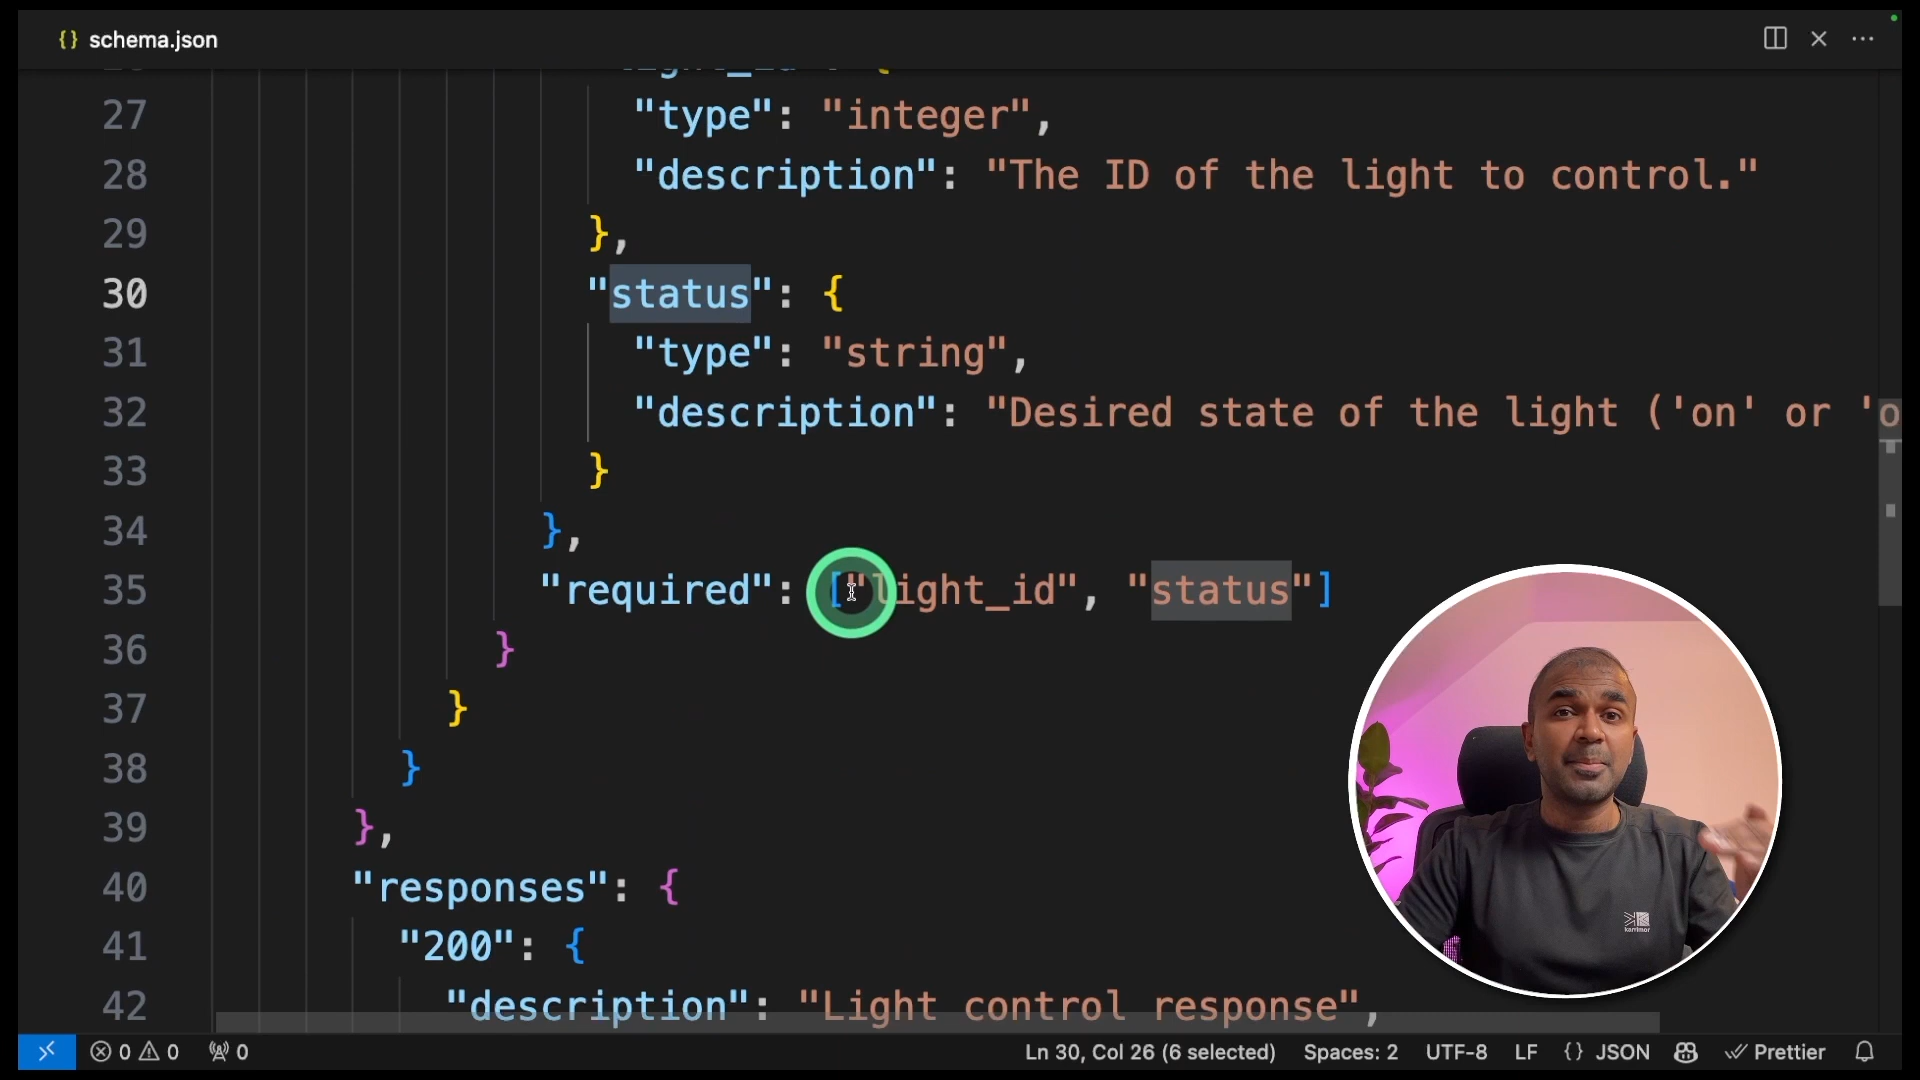 {} schema.json
27 "type": "integer",
28 "description": "The ID of the light to control."
29 },
30 "status": {
31 "type": "string",
32 "description": "Desired state of the light ('on' or 'o
33 }
34 },
35 "required": ["light_id", "status"]
36 }
37 }
38 }
39 },
40 "responses": {
41 "200": {
42 "description": "Light control response",
karrimor
0 0 0 Ln 30, Col 26 (6 selected) Spaces: 2 UTF-8 LF {} JSON Prettier